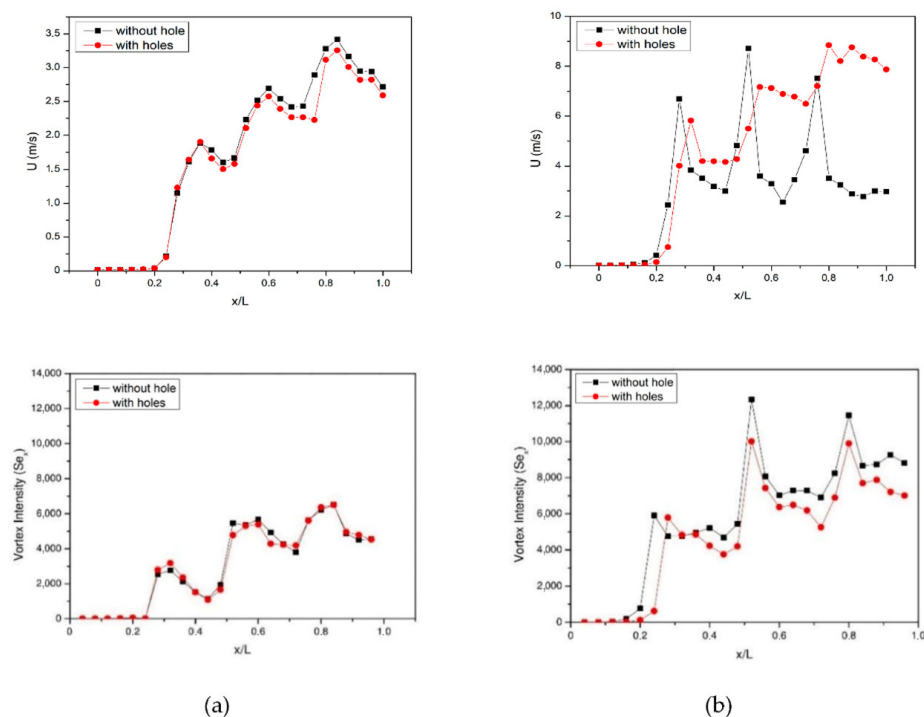 without hole
with holes
3.5
3.0
2.5
2.0
1.5
1.0
0.5
0
U (m/s)
0.0 0.2 0.4 0.6 0.8 1.0
x/L
without hole
with holes
10
8
6
4
2
0
U (m/s)
0.0 0.2 0.4 0.6 0.8 1.0
x/L
without hole
with holes
14,000
12,000
10,000
8,000
6,000
4,000
2,000
0
Vortex Intensity (Seₓ)
0 0.2 0.4 0.6 0.8 1.0
x/L
without hole
with holes
14,000
12,000
10,000
8,000
6,000
4,000
2,000
0
Vortex Intensity (Seₓ)
0 0.2 0.4 0.6 0.8 1.0
x/L
(a) (b)